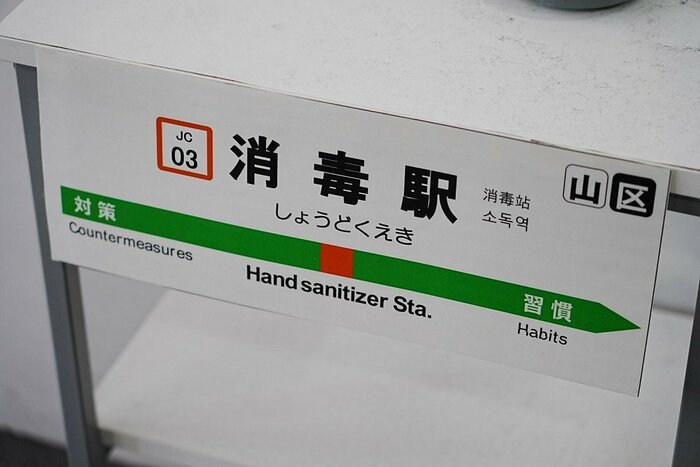 JC
03
消毒駅
しょうどくえき
消毒站
소독역
山 区
対策
Countermeasures
Hand sanitizer Sta.
習慣
Habits